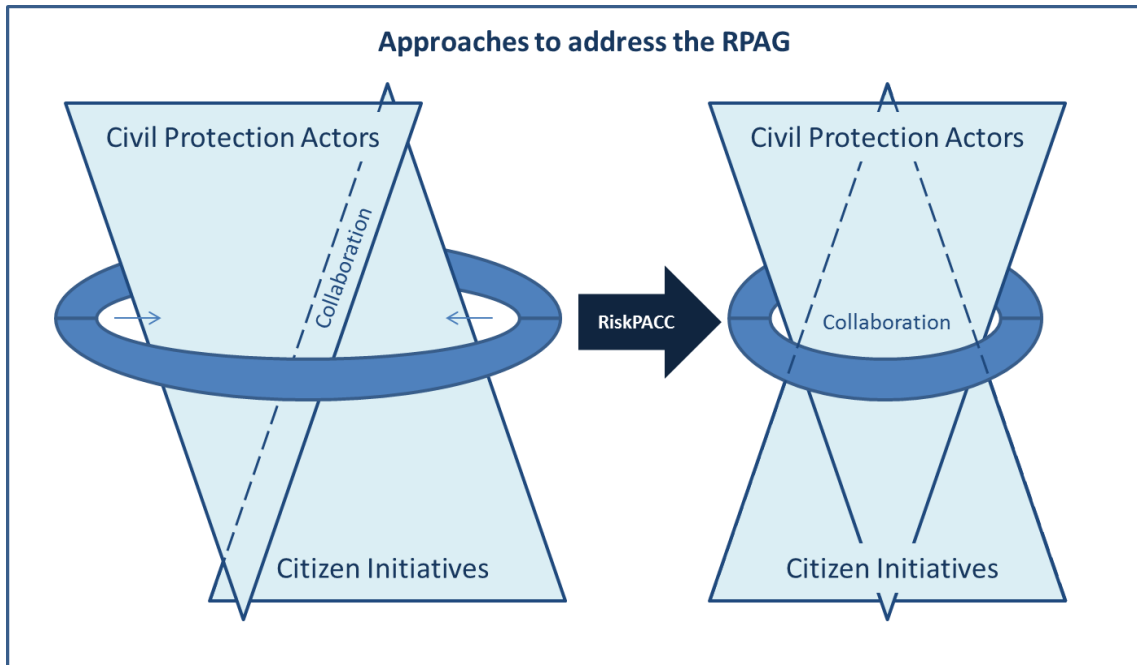 Approaches to address the RPAG
Civil Protection Actors
Collaboration
Citizen Initiatives
RiskPACC
Civil Protection Actors
Collaboration
Citizen Initiatives